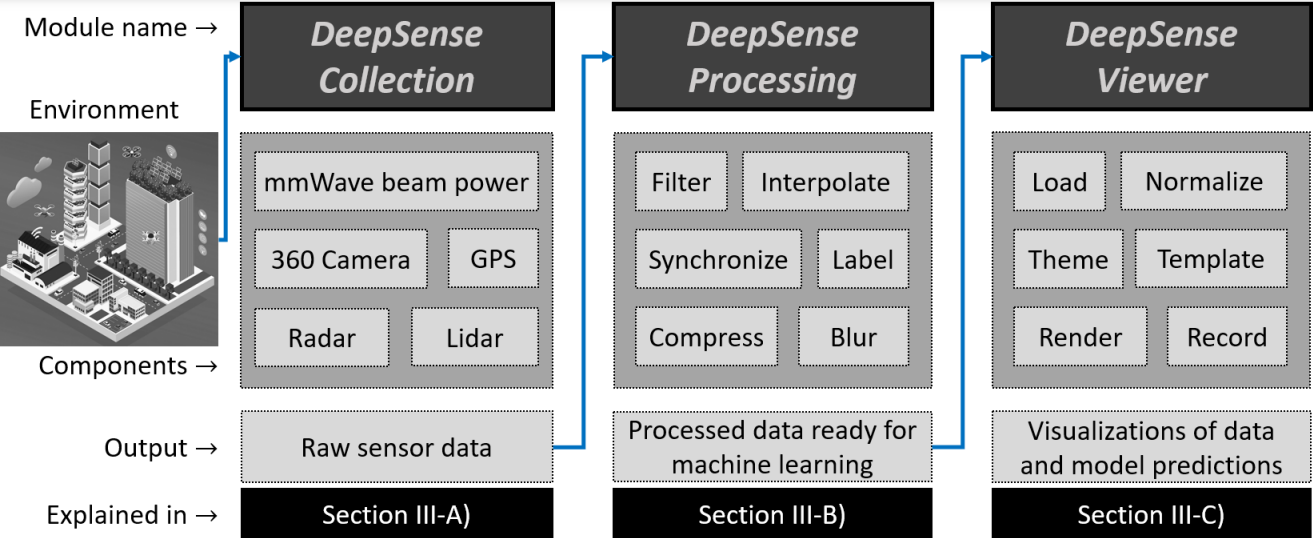 Module name →
DeepSense
Collection
DeepSense
Processing
DeepSense
Viewer
Environment
mmWave beam power
360 Camera
GPS
Radar
Lidar
Filter
Interpolate
Synchronize
Label
Compress
Blur
Load
Normalize
Theme
Template
Render
Record
Components →
Output →
Raw sensor data
Processed data ready for
machine learning
Visualizations of data
and model predictions
Explained in →
Section III-A)
Section III-B)
Section III-C)